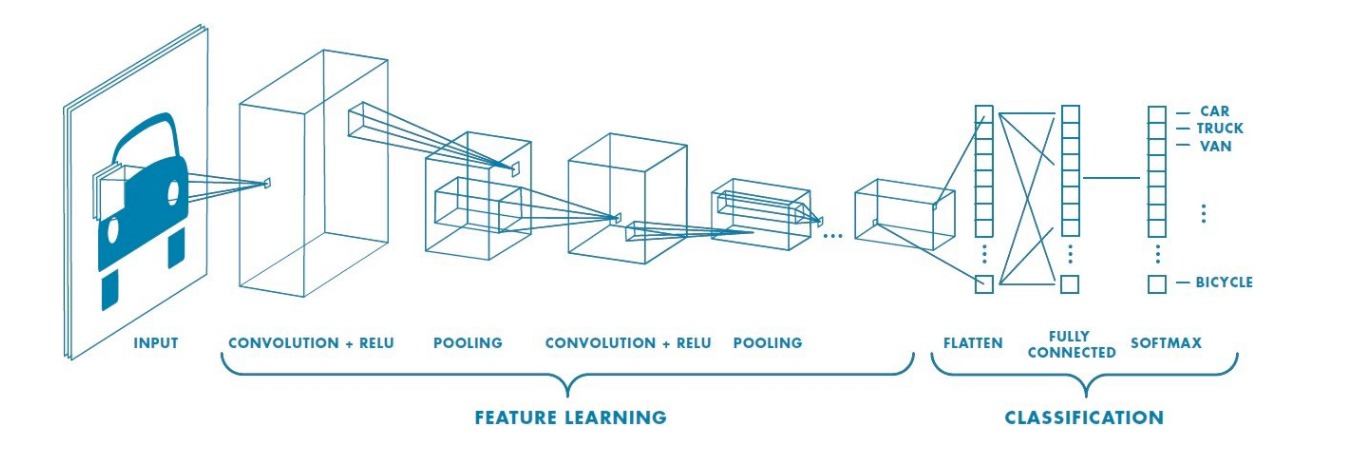 CAR
TRUCK
VAN
BICYCLE
INPUT
CONVOLUTION + RELU
POOLING
CONVOLUTION + RELU
POOLING
FLATTEN
FULLY
CONNECTED
SOFTMAX
FEATURE LEARNING
CLASSIFICATION